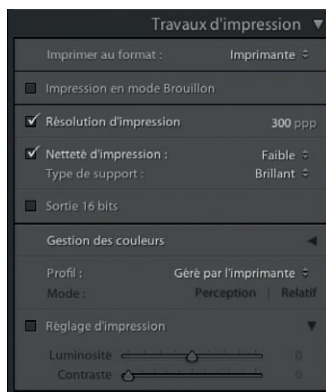 Travaux d'impression
Imprimer au format : Imprimante
Impression en mode Brouillon
Résolution d'impression 300 ppp
Netteté d'impression : Faible
Type de support : Brillant
Sortie 16 bits
Gestion des couleurs
Profil : Géré par l'imprimante
Mode : Perception | Relatif
Réglage d'impression
Luminosité 0
Contraste 0